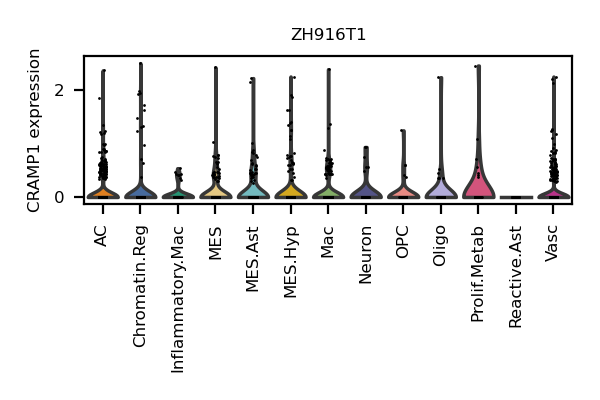 ZH916T1
CRAMP1 expression
2
0
AC
Chromatin.Reg
Inflammatory.Mac
MES
MES.Ast
MES.Hyp
Mac
Neuron
OPC
Oligo
Prolif.Metab
Reactive.Ast
Vasc